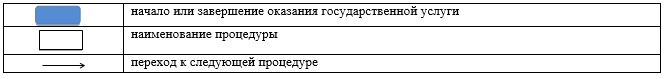 начало или завершение оказания государственной услуги
наименование процедуры
переход к следующей процедуре